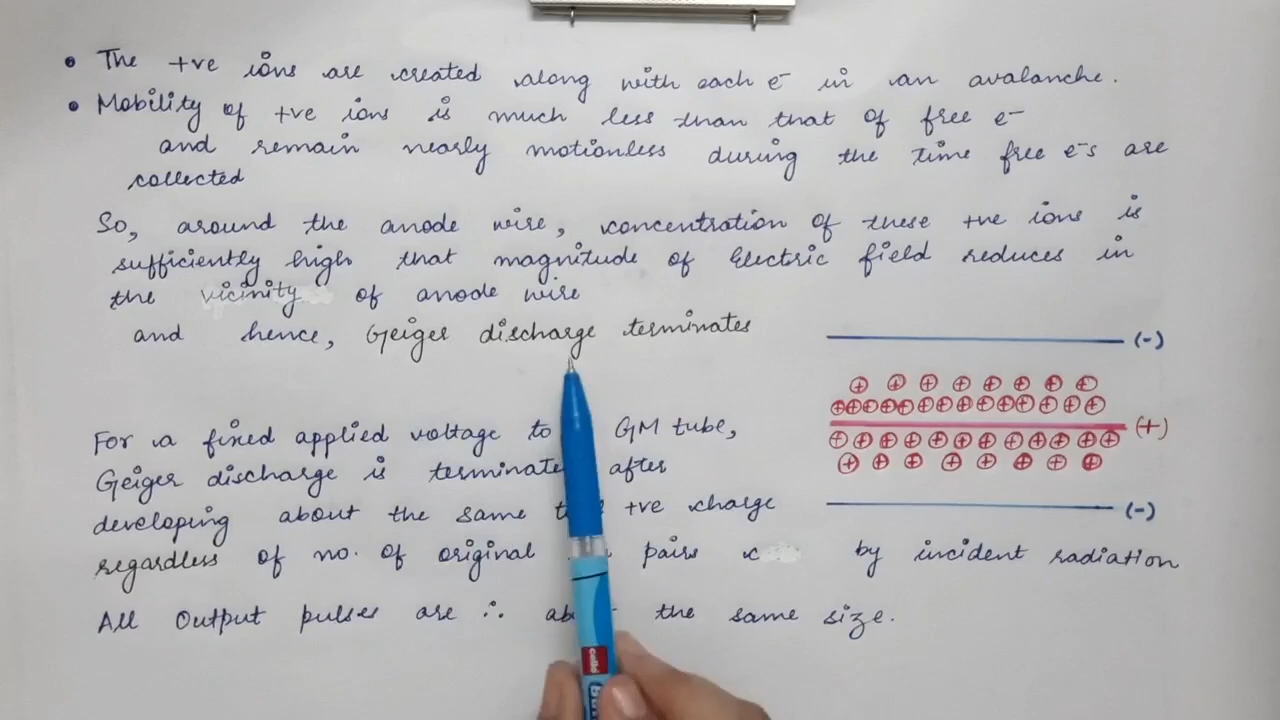 • The +ve ions are created along with each e⁻ in an avalanche.
• Mobility of +ve ions is much less than that of free e⁻
and remain nearly motionless during the time free e⁻s are
collected
So, around the anode wire, concentration of these +ve ions is
sufficiently high that magnitude of Electric field reduces in
the vicinity of anode wire
and hence, Geiger discharge terminates
(-)
For a fixed applied voltage to GM tube,
(+)
Geiger discharge is terminated after
developing about the same +ve charge
(-)
regardless of no. of original pairs by incident radiation
All Output pulses are ∴ the same size.
cello